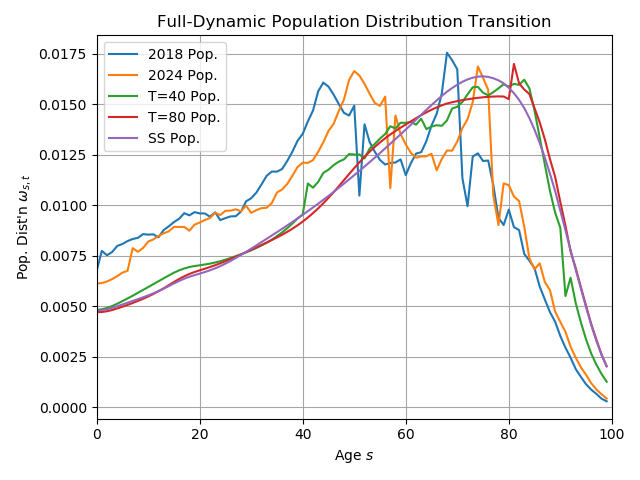 Full-Dynamic Population Distribution Transition
2018 Pop.
2024 Pop.
T=40 Pop.
T=80 Pop.
SS Pop.
Pop. Dist'n ω_{s,t}
0.0175
0.0150
0.0125
0.0100
0.0075
0.0050
0.0025
0.0000
0 20 40 60 80 100
Age s